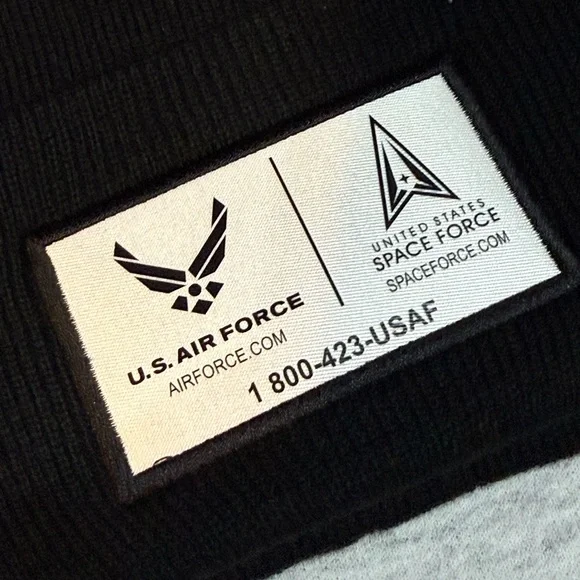 U.S. AIR FORCE
AIRFORCE.COM
UNITED STATES
SPACE FORCE
SPACEFORCE.COM
1 800-423-USAF